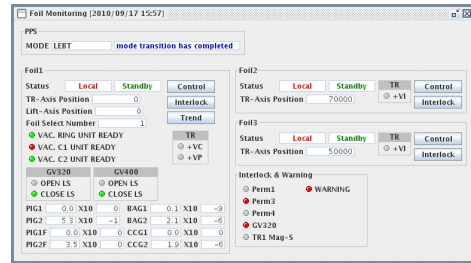 Foil Monitoring [2010/09/17 15:57]
PPS
MODE LEBT mode transition has completed
Foil1
Status Local Standby Control
TR-Axis Position 0 Interlock
Lift-Axis Position 0
Foil Select Number 1 Trend
VAC. RING UNIT READY TR
VAC. C1 UNIT READY +VC
VAC. C2 UNIT READY +VP
GV320 GV400
OPEN LS OPEN LS
CLOSE LS CLOSE LS
PIG1 0.0 X10 0 BAG1 0.1 X10 -9
PIG2 5.3 X10 -1 BAG2 2.1 X10 -6
PIG1F 0.0 X10 0 CCG1 0.0 X10 0
PIG2F 3.5 X10 0 CCG2 1.9 X10 -6
Foil2
Status Local Standby TR Control
TR-Axis Position 70000 +VI Interlock
Foil3
Status Local Standby TR Control
TR-Axis Position 50000 +VI Interlock
Interlock & Warning
Perm1 WARNING
Perm3
Perm4
GV320
TR1 Mag-S